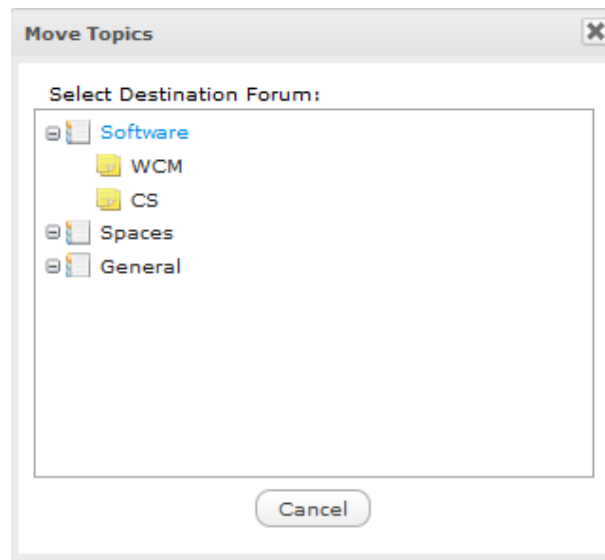 Move Topics
Select Destination Forum:
Software
WCM
CS
Spaces
General
Cancel